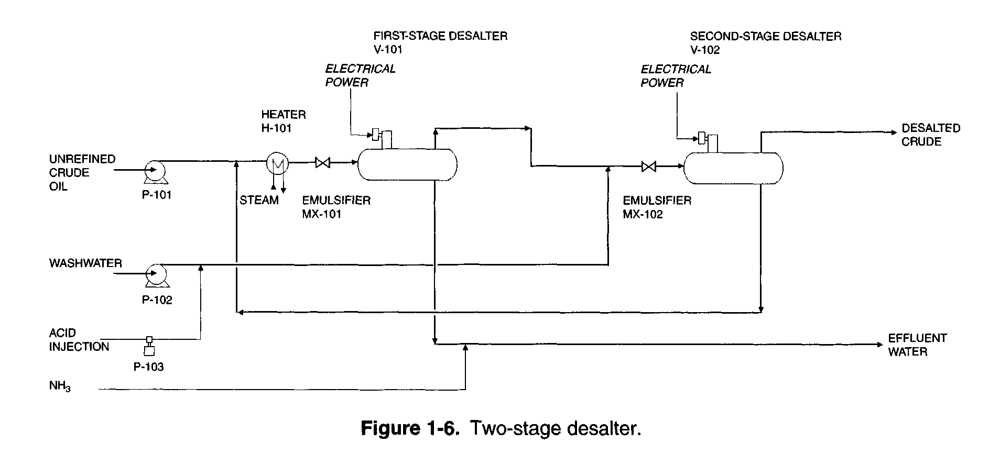 FIRST-STAGE DESALTER
V-101
SECOND-STAGE DESALTER
V-102
ELECTRICAL
POWER
ELECTRICAL
POWER
HEATER
H-101
DESALTED
CRUDE
UNREFINED
CRUDE
OIL
P-101
STEAM
EMULSIFIER
MX-101
EMULSIFIER
MX-102
WASHWATER
P-102
ACID
INJECTION
P-103
EFFLUENT
WATER
NH₃
Figure 1-6. Two-stage desalter.